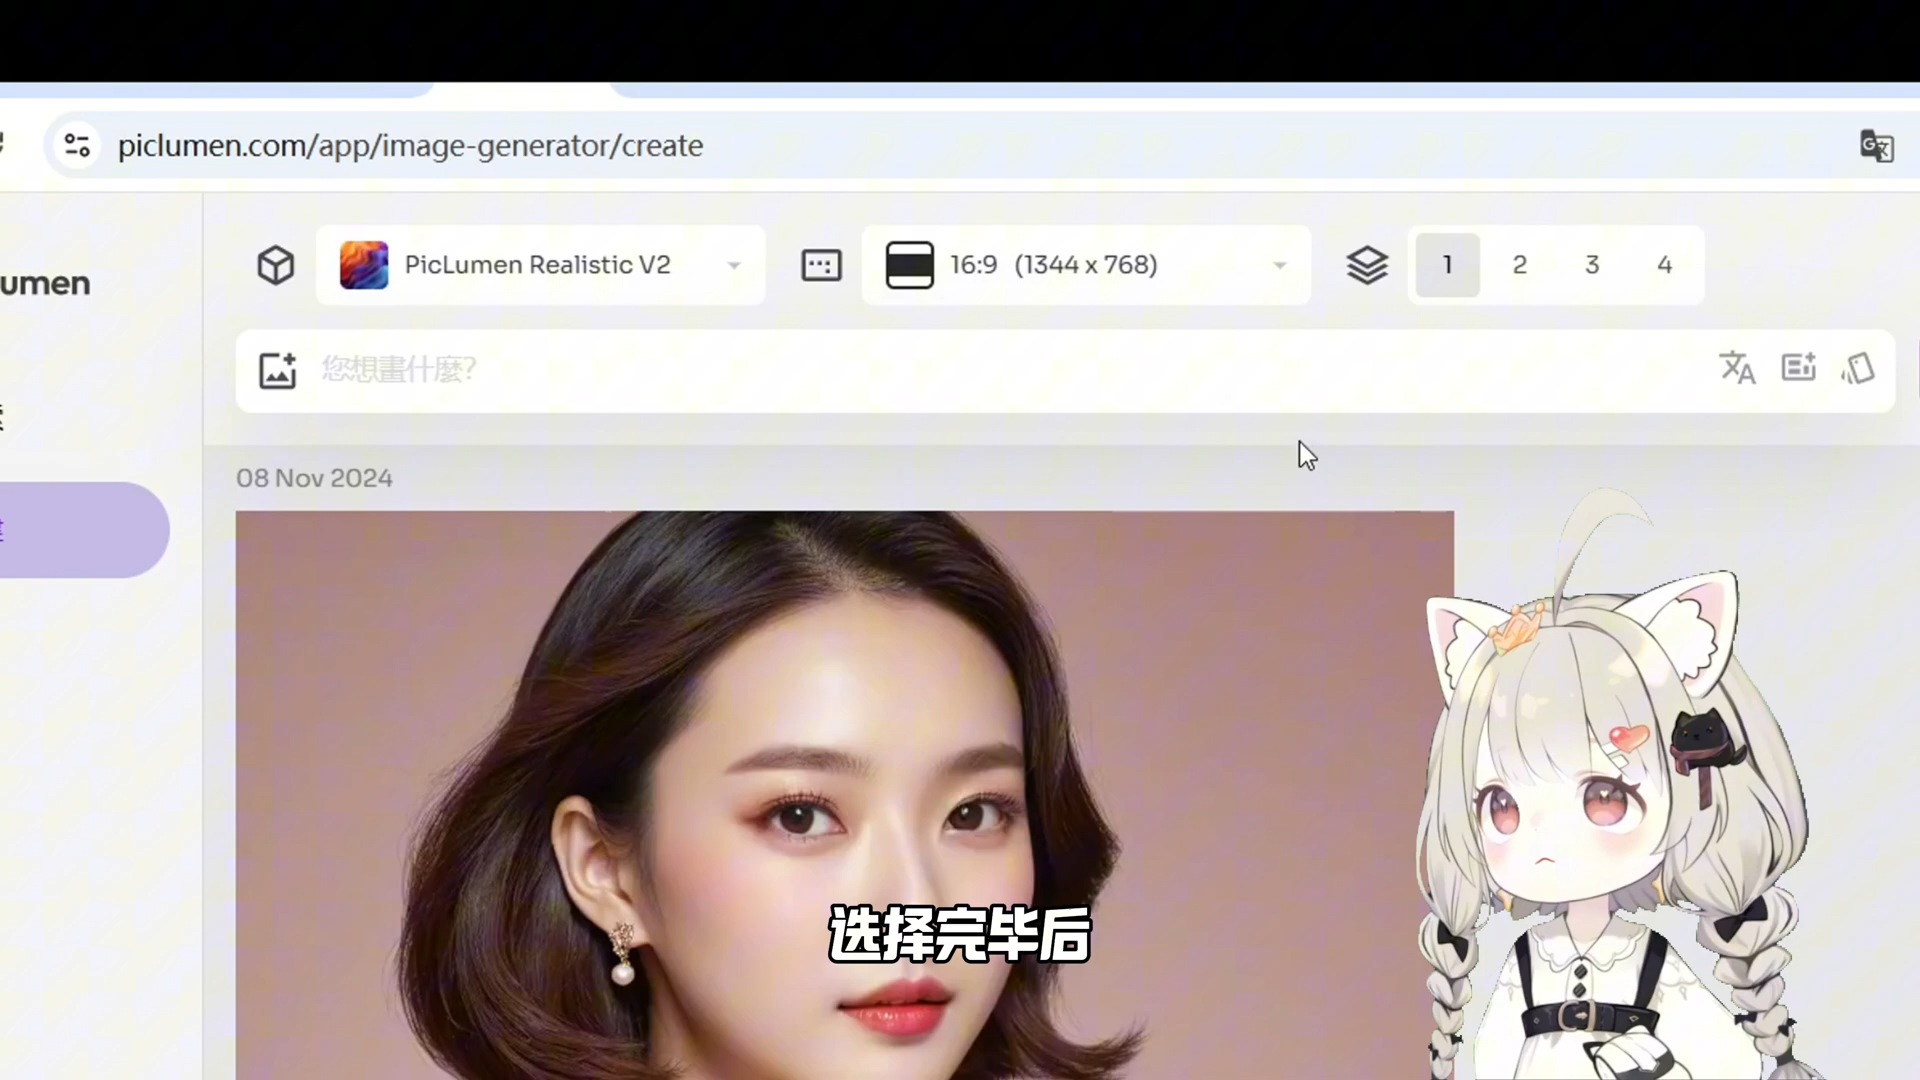 piclumen.com/app/image-generator/create
PicLumen Realistic V2
16:9 (1344 x 768)
1 2 3 4
umen
您想畫什麼?
08 Nov 2024
选择完毕后